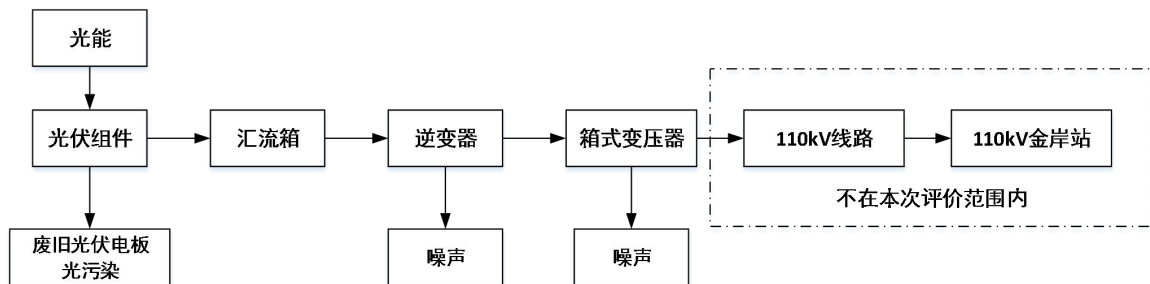 光能
光伏组件
汇流箱
逆变器
箱式变压器
110kV线路
110kV金岸站
不在本次评价范围内
废旧光伏电板
光污染
噪声
噪声